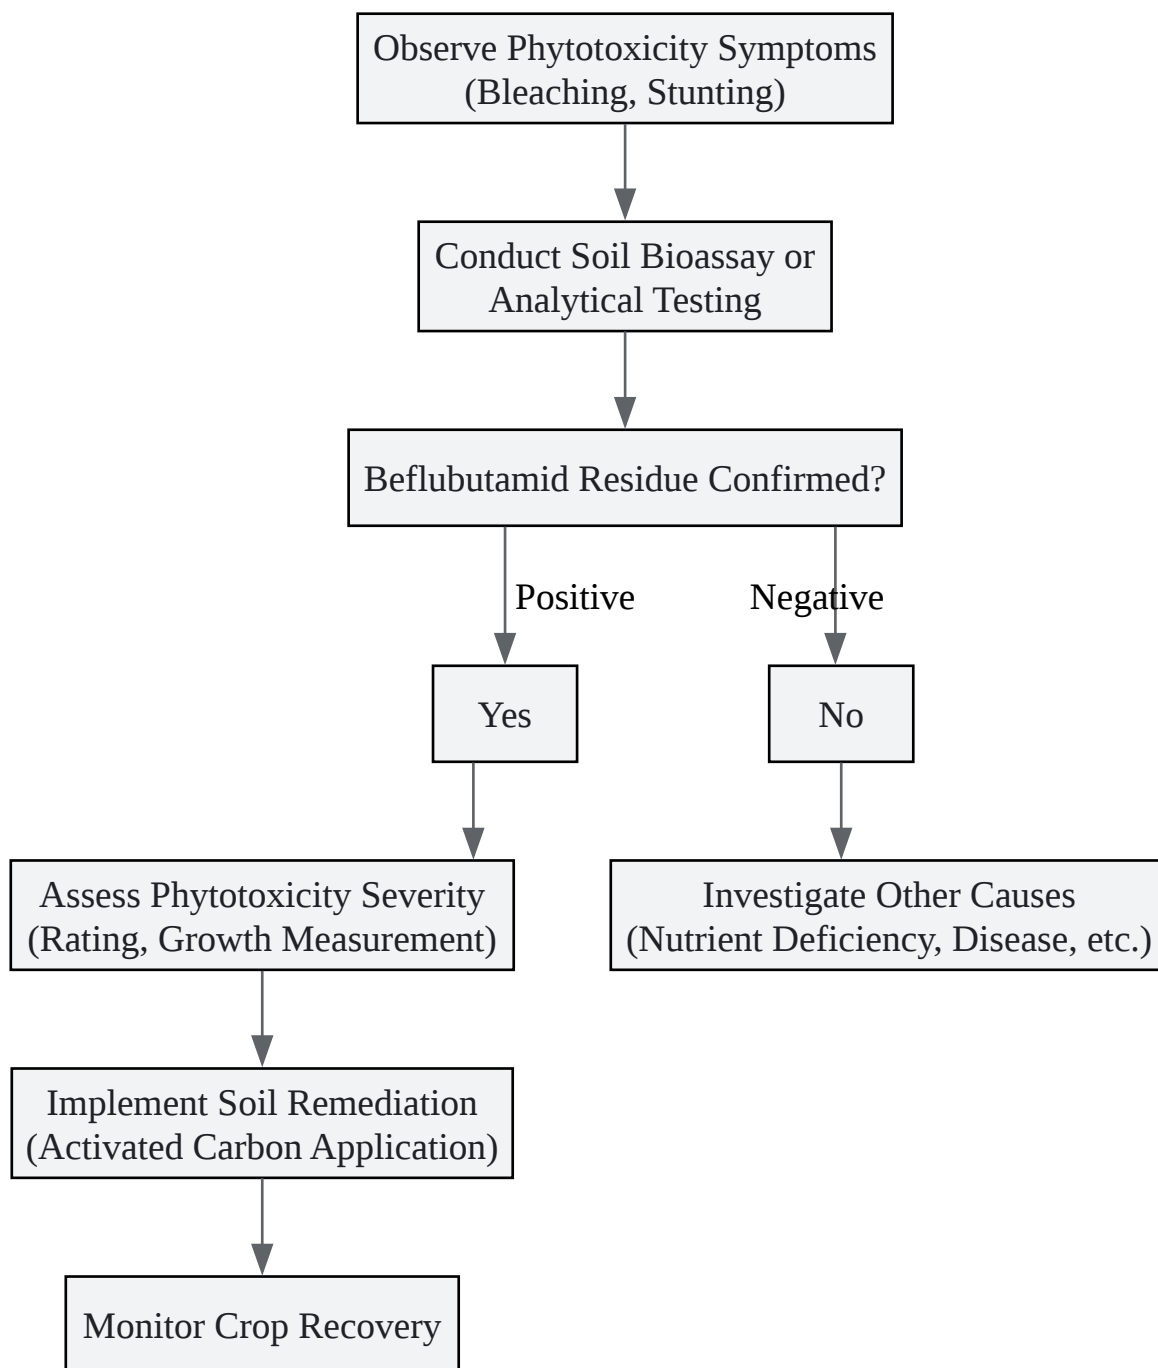 Observe Phytotoxicity Symptoms
(Bleaching, Stunting)
Conduct Soil Bioassay or
Analytical Testing
Beflubutamid Residue Confirmed?
Positive
Negative
Yes
No
Assess Phytotoxicity Severity
(Rating, Growth Measurement)
Investigate Other Causes
(Nutrient Deficiency, Disease, etc.)
Implement Soil Remediation
(Activated Carbon Application)
Monitor Crop Recovery